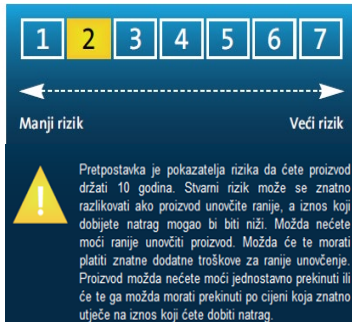 1 2 3 4 5 6 7
Manji rizik Veći rizik
Pretpostavka je pokazatelja rizika da ćete proizvod
držati 10 godina. Stvarni rizik može se znatno
razlikovati ako proizvod unovčite ranije, a iznos koji
dobijete natrag mogao bi biti niži. Možda nećete
moći ranije unovčiti proizvod. Možda će te morati
platiti znatne dodatne troškove za ranije unovčenje.
Proizvod možda nećete moći jednostavno prekinuti ili
će te ga možda morati prekinuti po cijeni koja znatno
utječe na iznos koji ćete dobiti natrag.